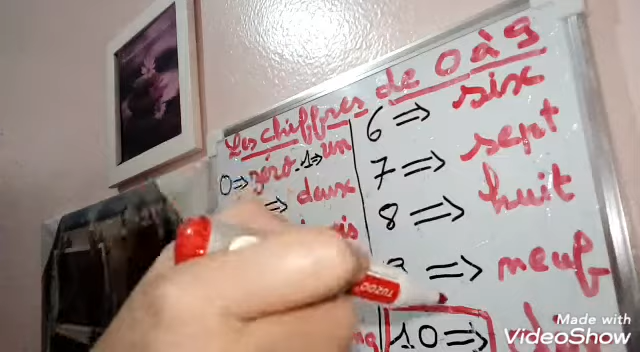 Les chiffres de 0 à 9
0 => zéro. 1 => un
=> deux
6 => six
7 => sept
8 => huit
=> neuf
10 =>
TUZOO
Made with
VideoShow